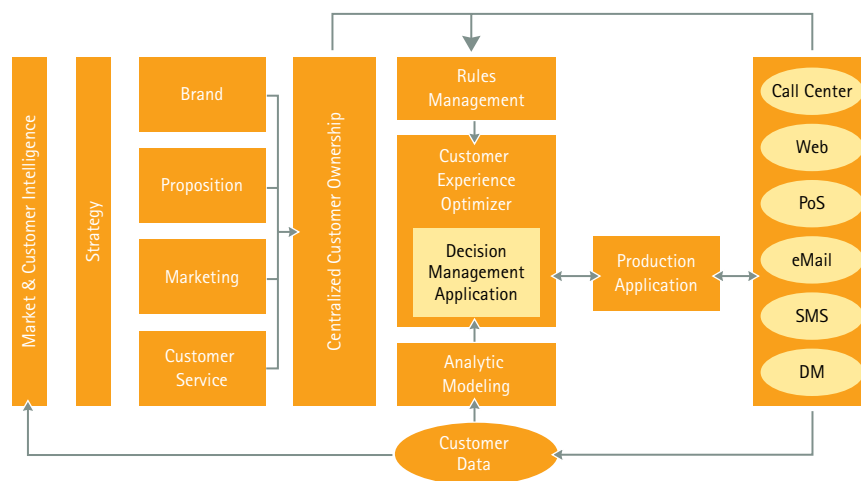 Market & Customer Intelligence
Strategy
Brand
Proposition
Marketing
Customer
Service
Centralized Customer Ownership
Rules
Management
Customer
Experience
Optimizer
Decision
Management
Application
Analytic
Modeling
Customer
Data
Production
Application
Call Center
Web
PoS
eMail
SMS
DM